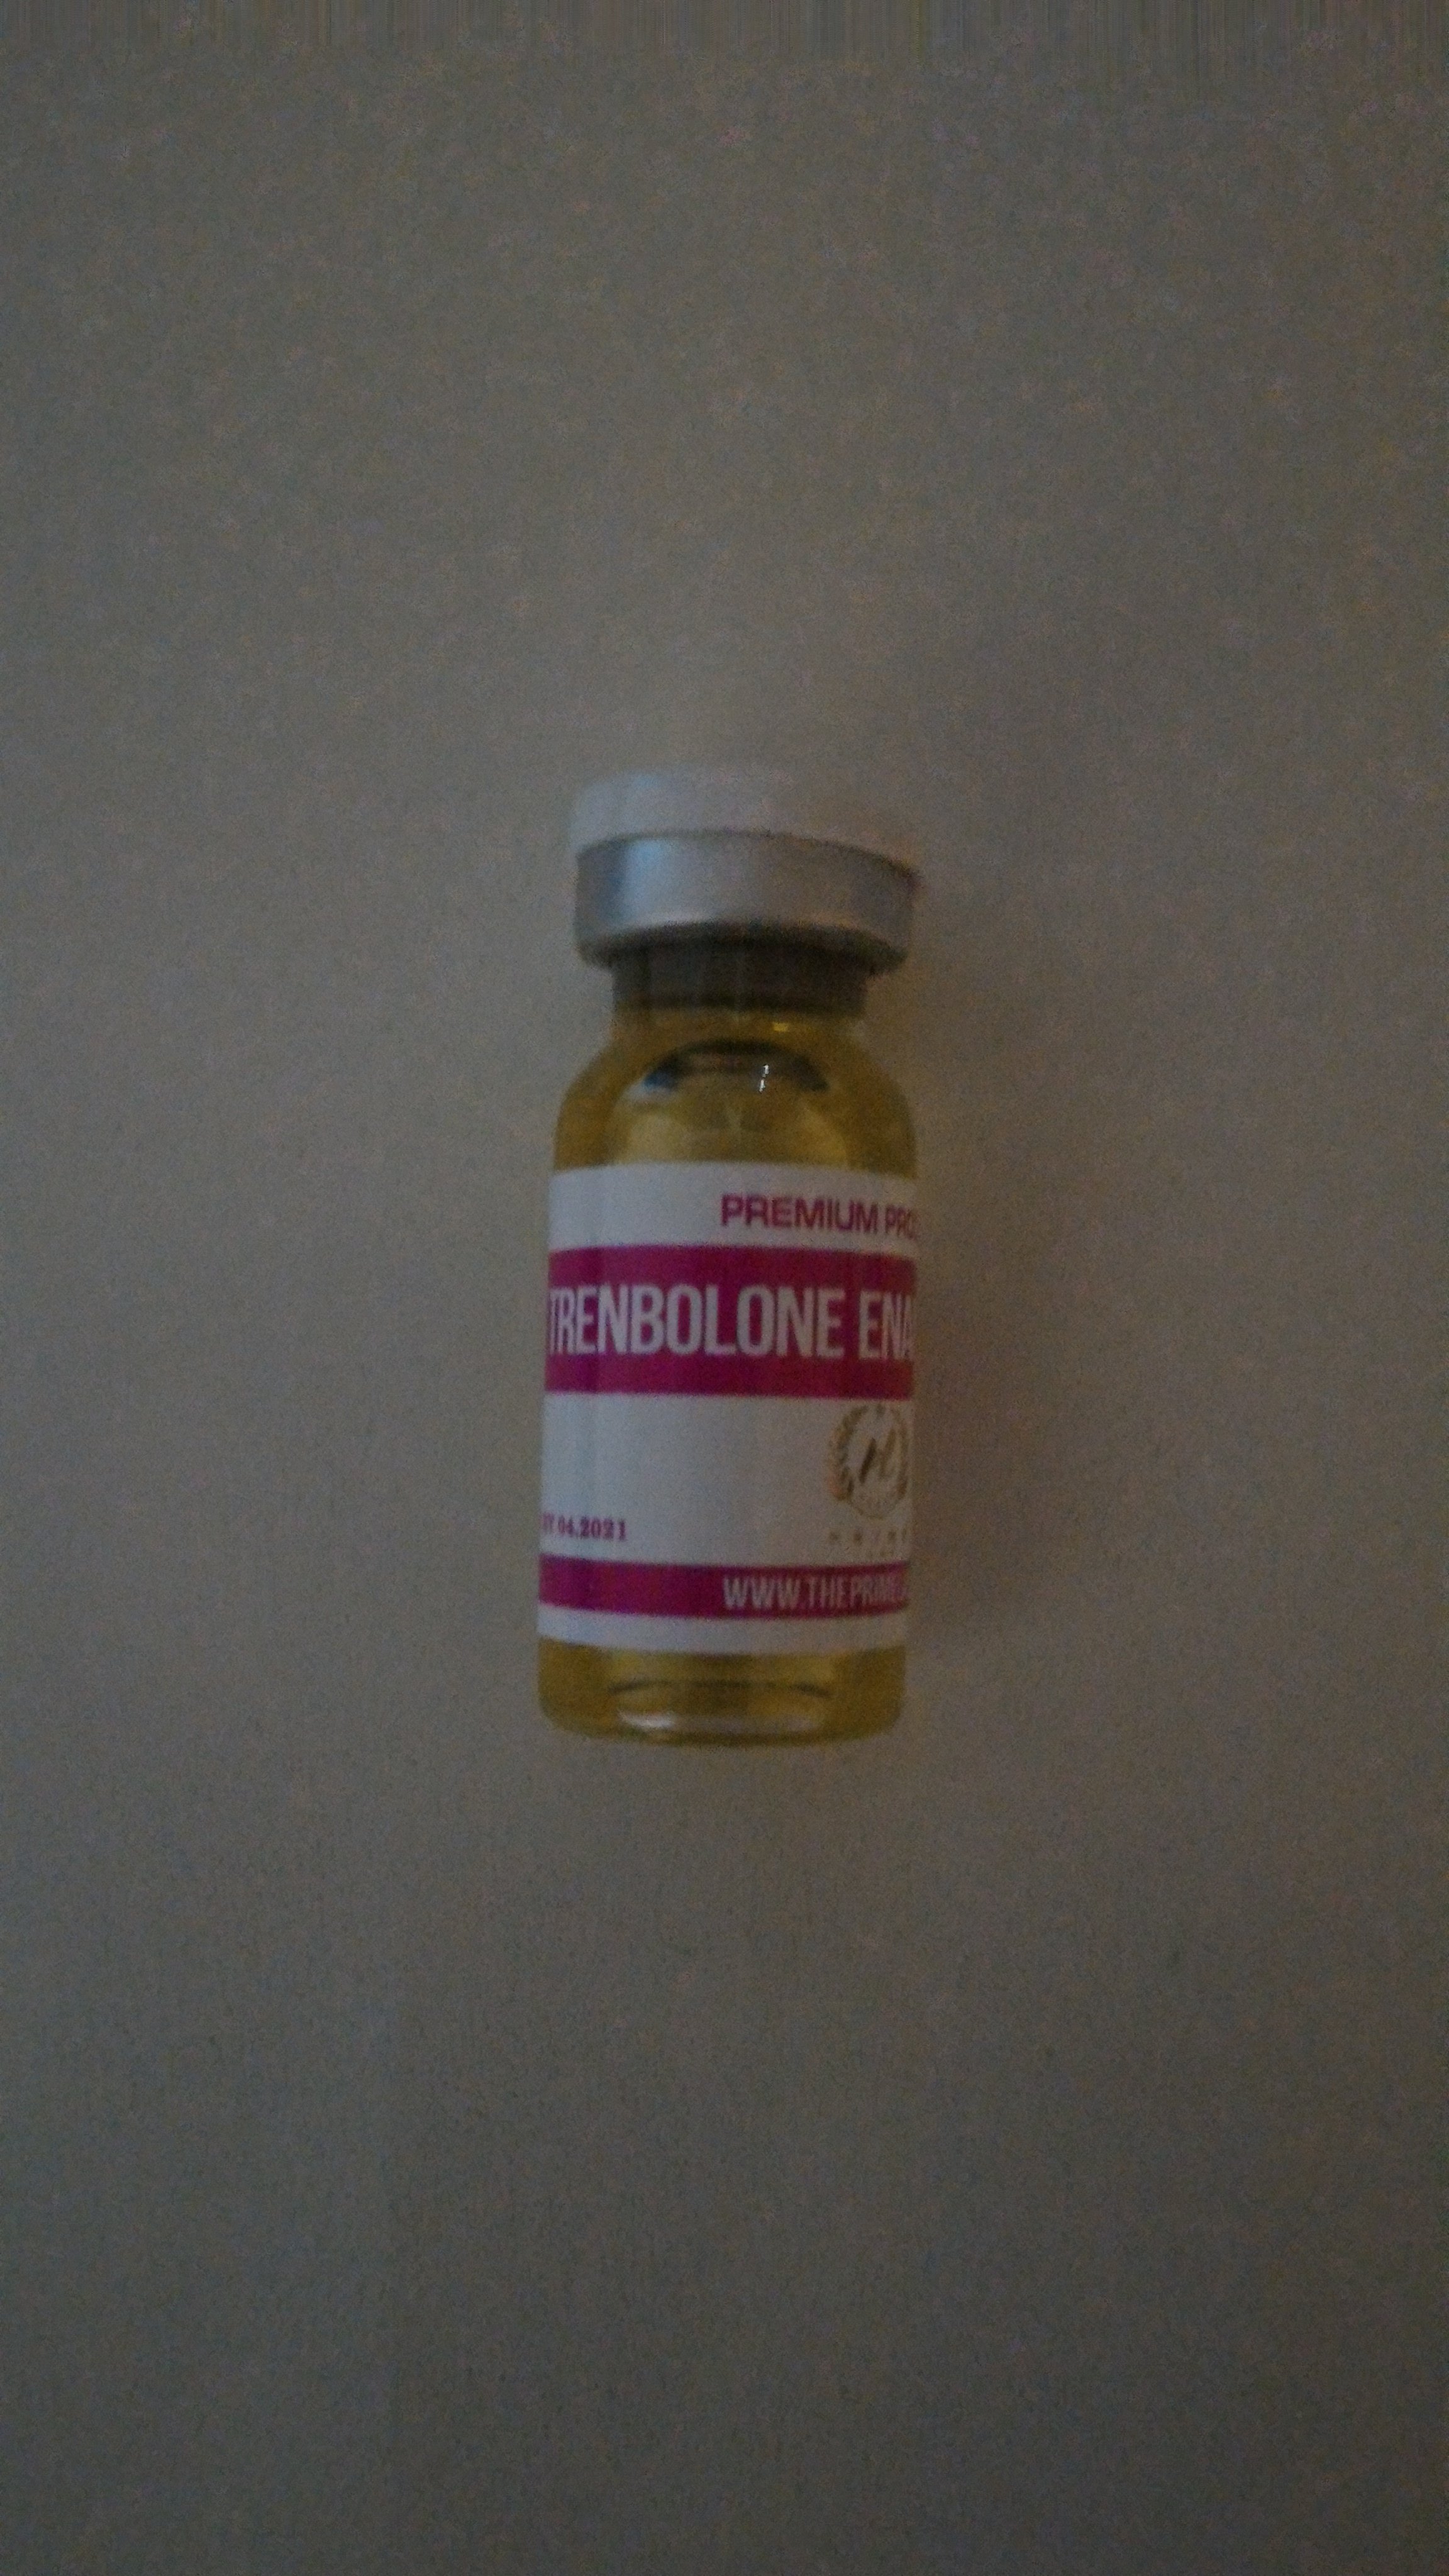 PREMIUM PRO
TRENBOLONE ENA
04.2021
WWW.THEPRIME